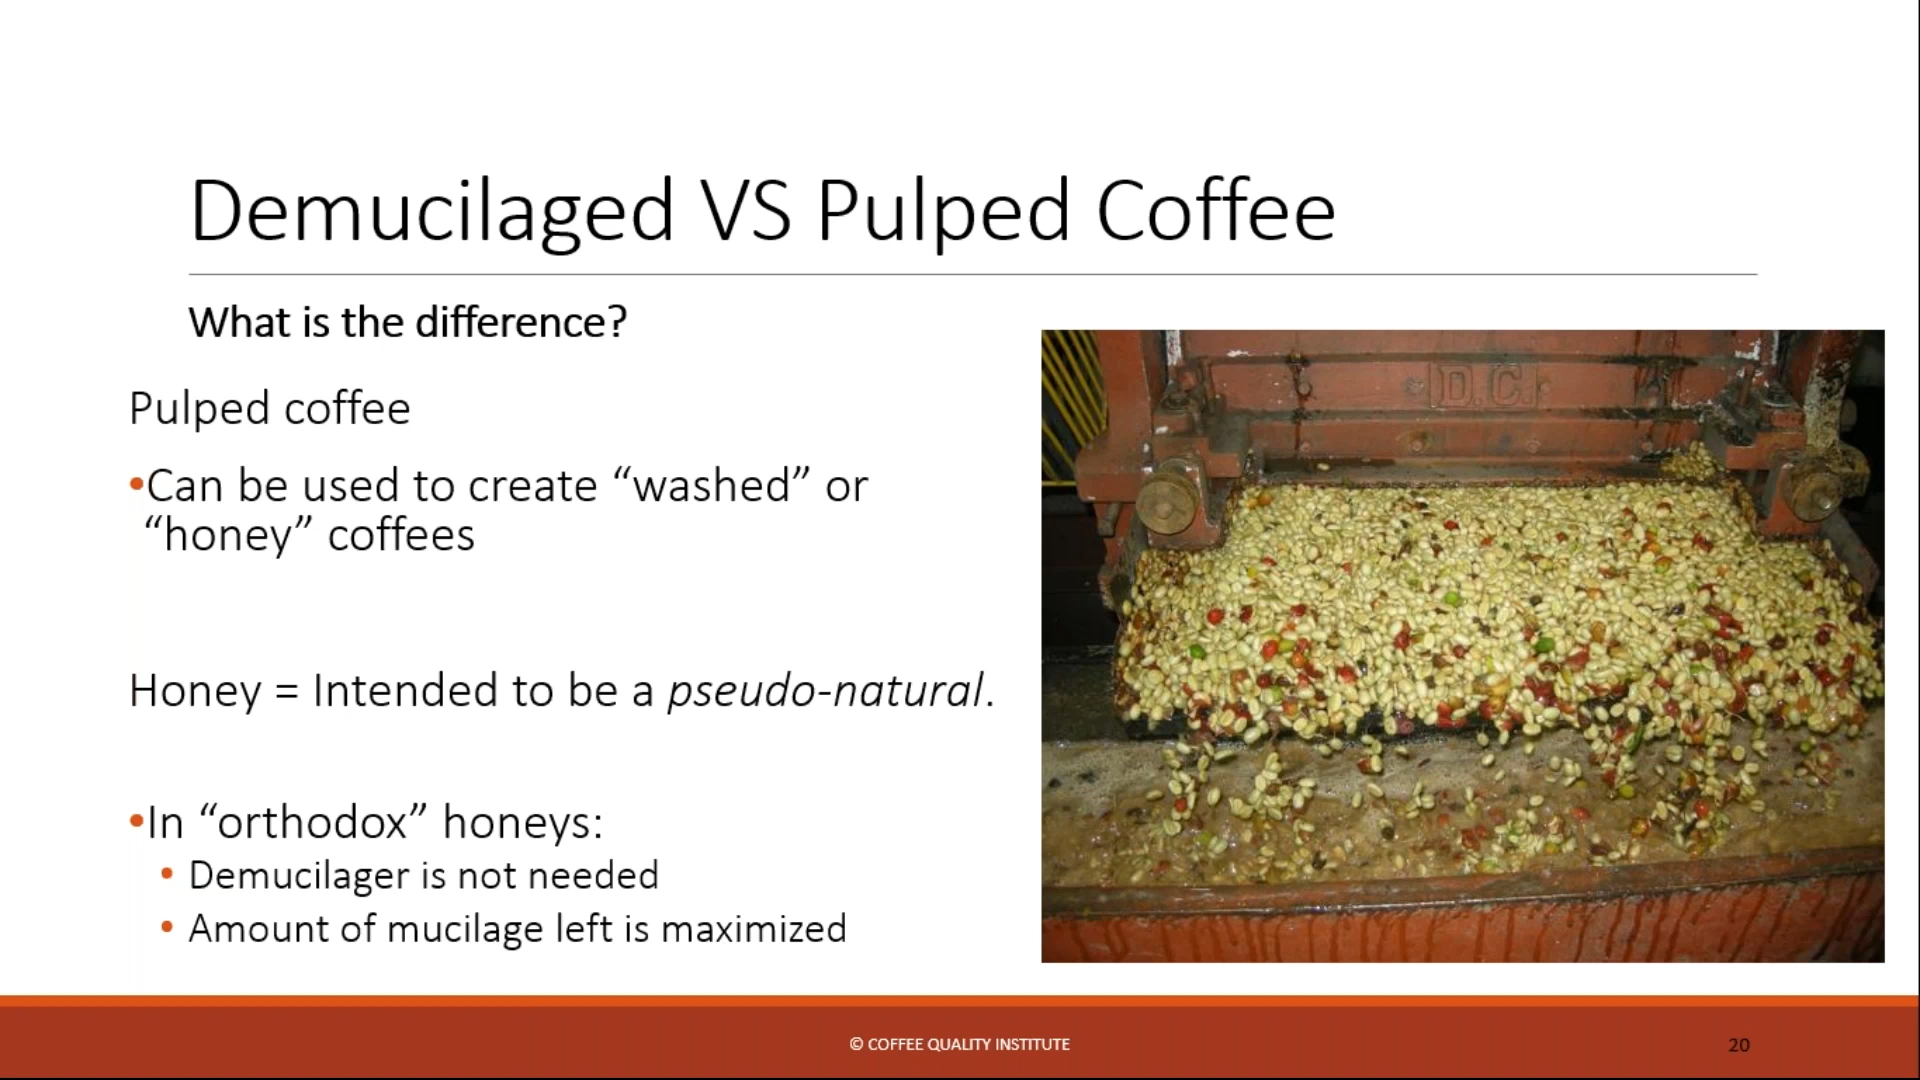 Demucilaged VS Pulped Coffee
What is the difference?
Pulped coffee
•Can be used to create “washed” or
“honey” coffees
Honey = Intended to be a pseudo-natural.
•In “orthodox” honeys:
• Demucilager is not needed
• Amount of mucilage left is maximized
D.C.
© COFFEE QUALITY INSTITUTE
20